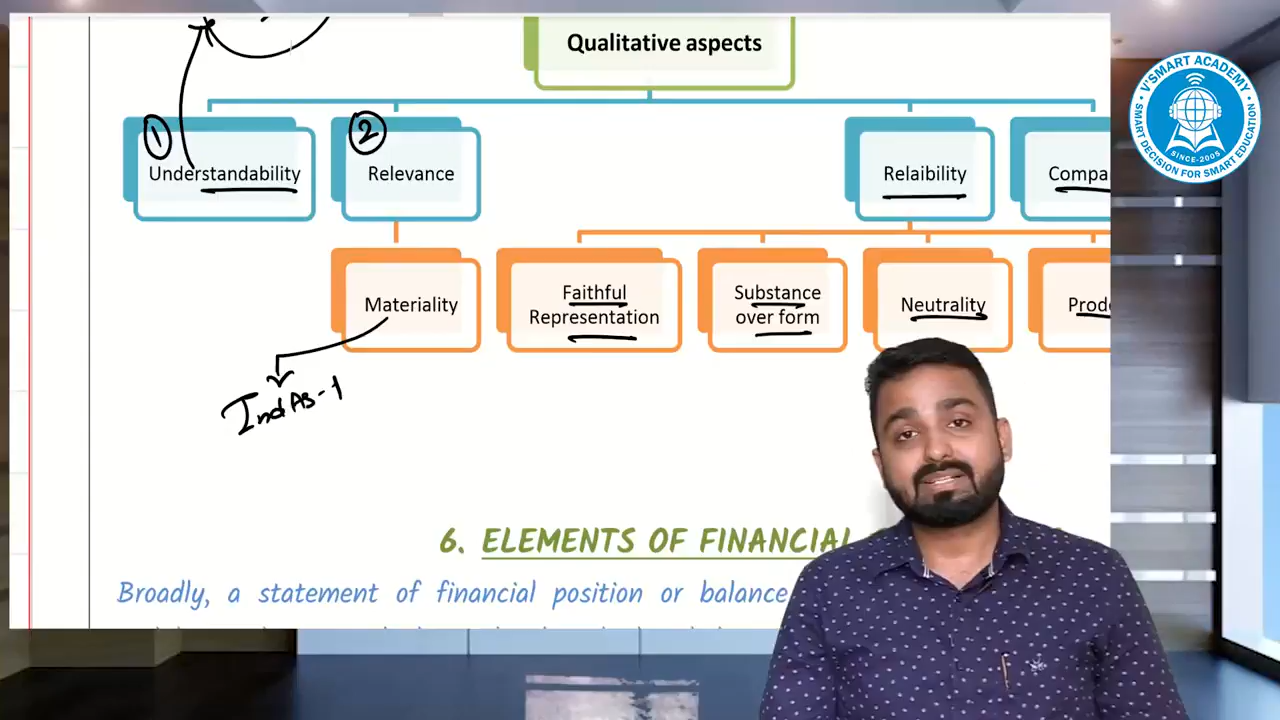 Qualitative aspects
1
2
Understandability
Relevance
Relaibility
Compa
Materiality
Faithful
Representation
Substance
over form
Neutrality
Prude
Ind AS-1
6. ELEMENTS OF FINANCIAL
Broadly, a statement of financial position or balance
V'SMART ACADEMY
SINCE-2005
SMART DECISION FOR SMART EDUCATION